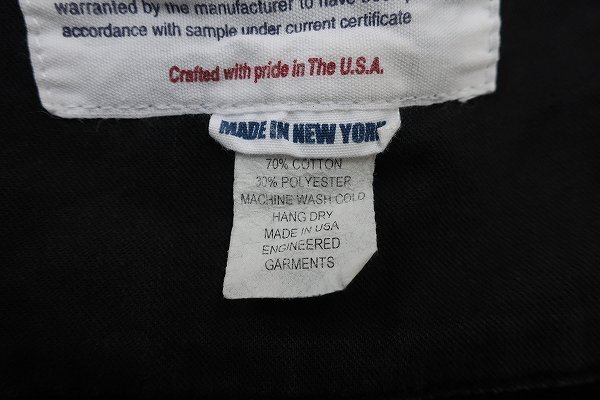 warranted by the manufacturer to have been
accordance with sample under current certificate
Crafted with pride in The U.S.A.
MADE IN NEW YORK
70% COTTON
30% POLYESTER
MACHINE WASH COLD
HANG DRY
MADE IN USA
ENGINEERED
GARMENTS